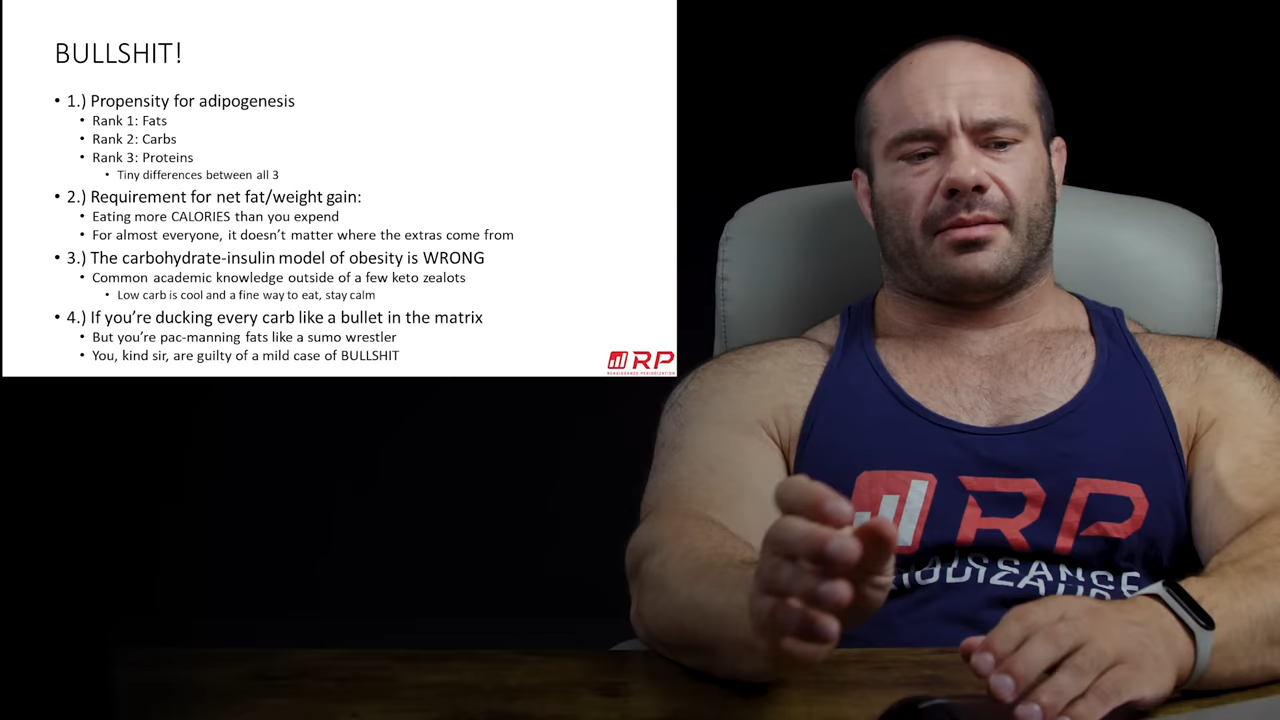 BULLSHIT!
• 1.) Propensity for adipogenesis
• Rank 1: Fats
• Rank 2: Carbs
• Rank 3: Proteins
• Tiny differences between all 3
• 2.) Requirement for net fat/weight gain:
• Eating more CALORIES than you expend
• For almost everyone, it doesn't matter where the extras come from
• 3.) The carbohydrate-insulin model of obesity is WRONG
• Common academic knowledge outside of a few keto zealots
• Low carb is cool and a fine way to eat, stay calm
• 4.) If you're ducking every carb like a bullet in the matrix
• But you're pac-manning fats like a sumo wrestler
• You, kind sir, are guilty of a mild case of BULLSHIT
RP
RENAISSANCE PERIODIZATION
RP